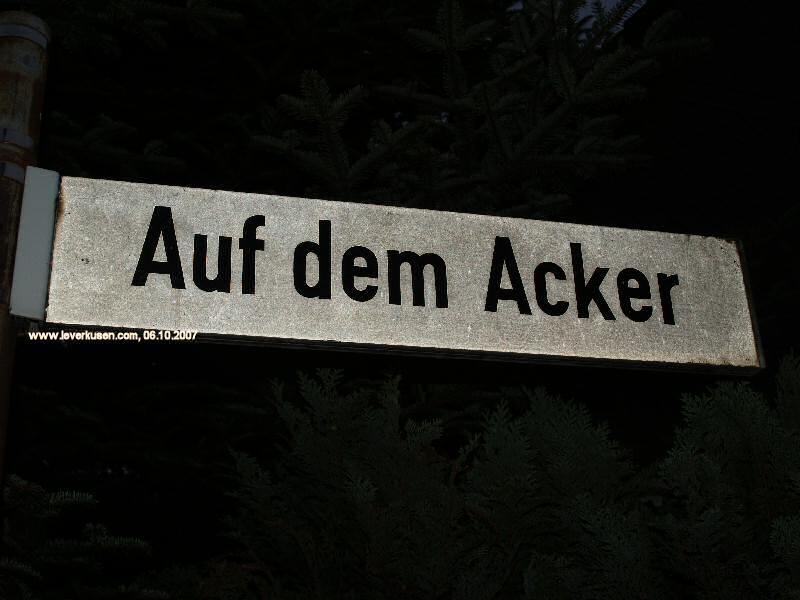 Auf dem Acker
www.leverkusen.com, 06.10.2007